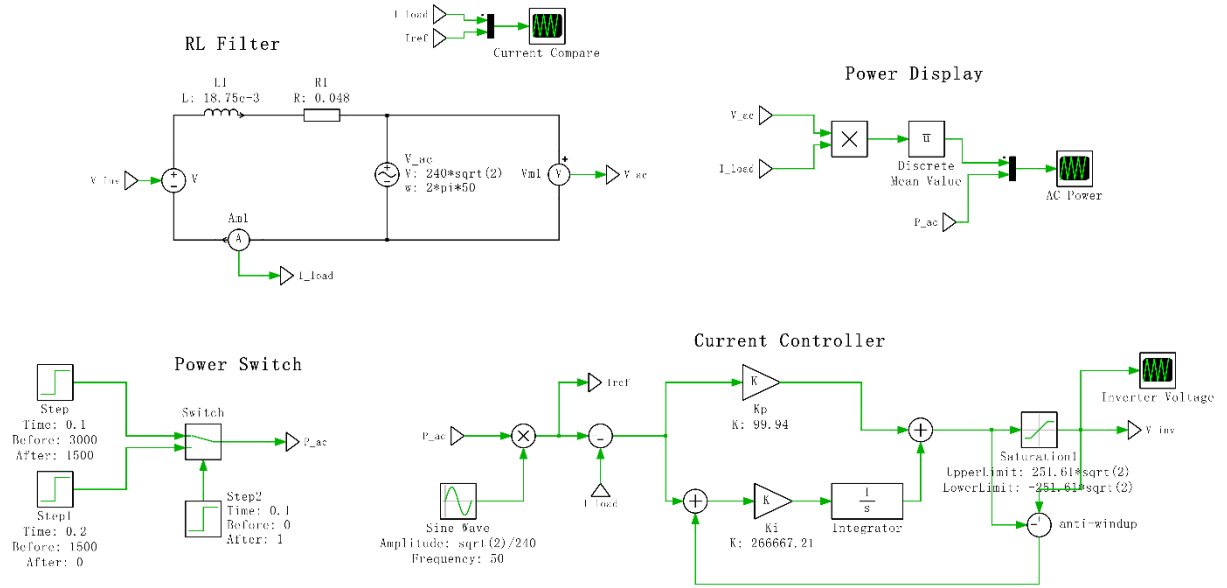 I_load
Iref
Current Compare
RL Filter
L1
L: 18.75e-3
R1
R: 0.048
V_inv
V
V_ac
V: 240*sqrt(2)
w: 2*pi*50
Vm1
V
V_ac
Am1
A
I_load
Power Display
V_ac
I_load
×
u
Discrete
Mean Value
P_ac
AC Power
Power Switch
Step
Time: 0.1
Before: 3000
After: 1500
Switch
P_ac
Step1
Time: 0.2
Before: 1500
After: 0
Step2
Time: 0.1
Before: 0
After: 1
Current Controller
Iref
P_ac
Sine Wave
Amplitude: sqrt(2)/240
Frequency: 50
I_load
K
Kp
K: 99.94
K
Ki
K: 266667.21
1
s
Integrator
Saturation1
UpperLimit: 251.61*sqrt(2)
LowerLimit: -251.61*sqrt(2)
Inverter Voltage
V_inv
anti-windup